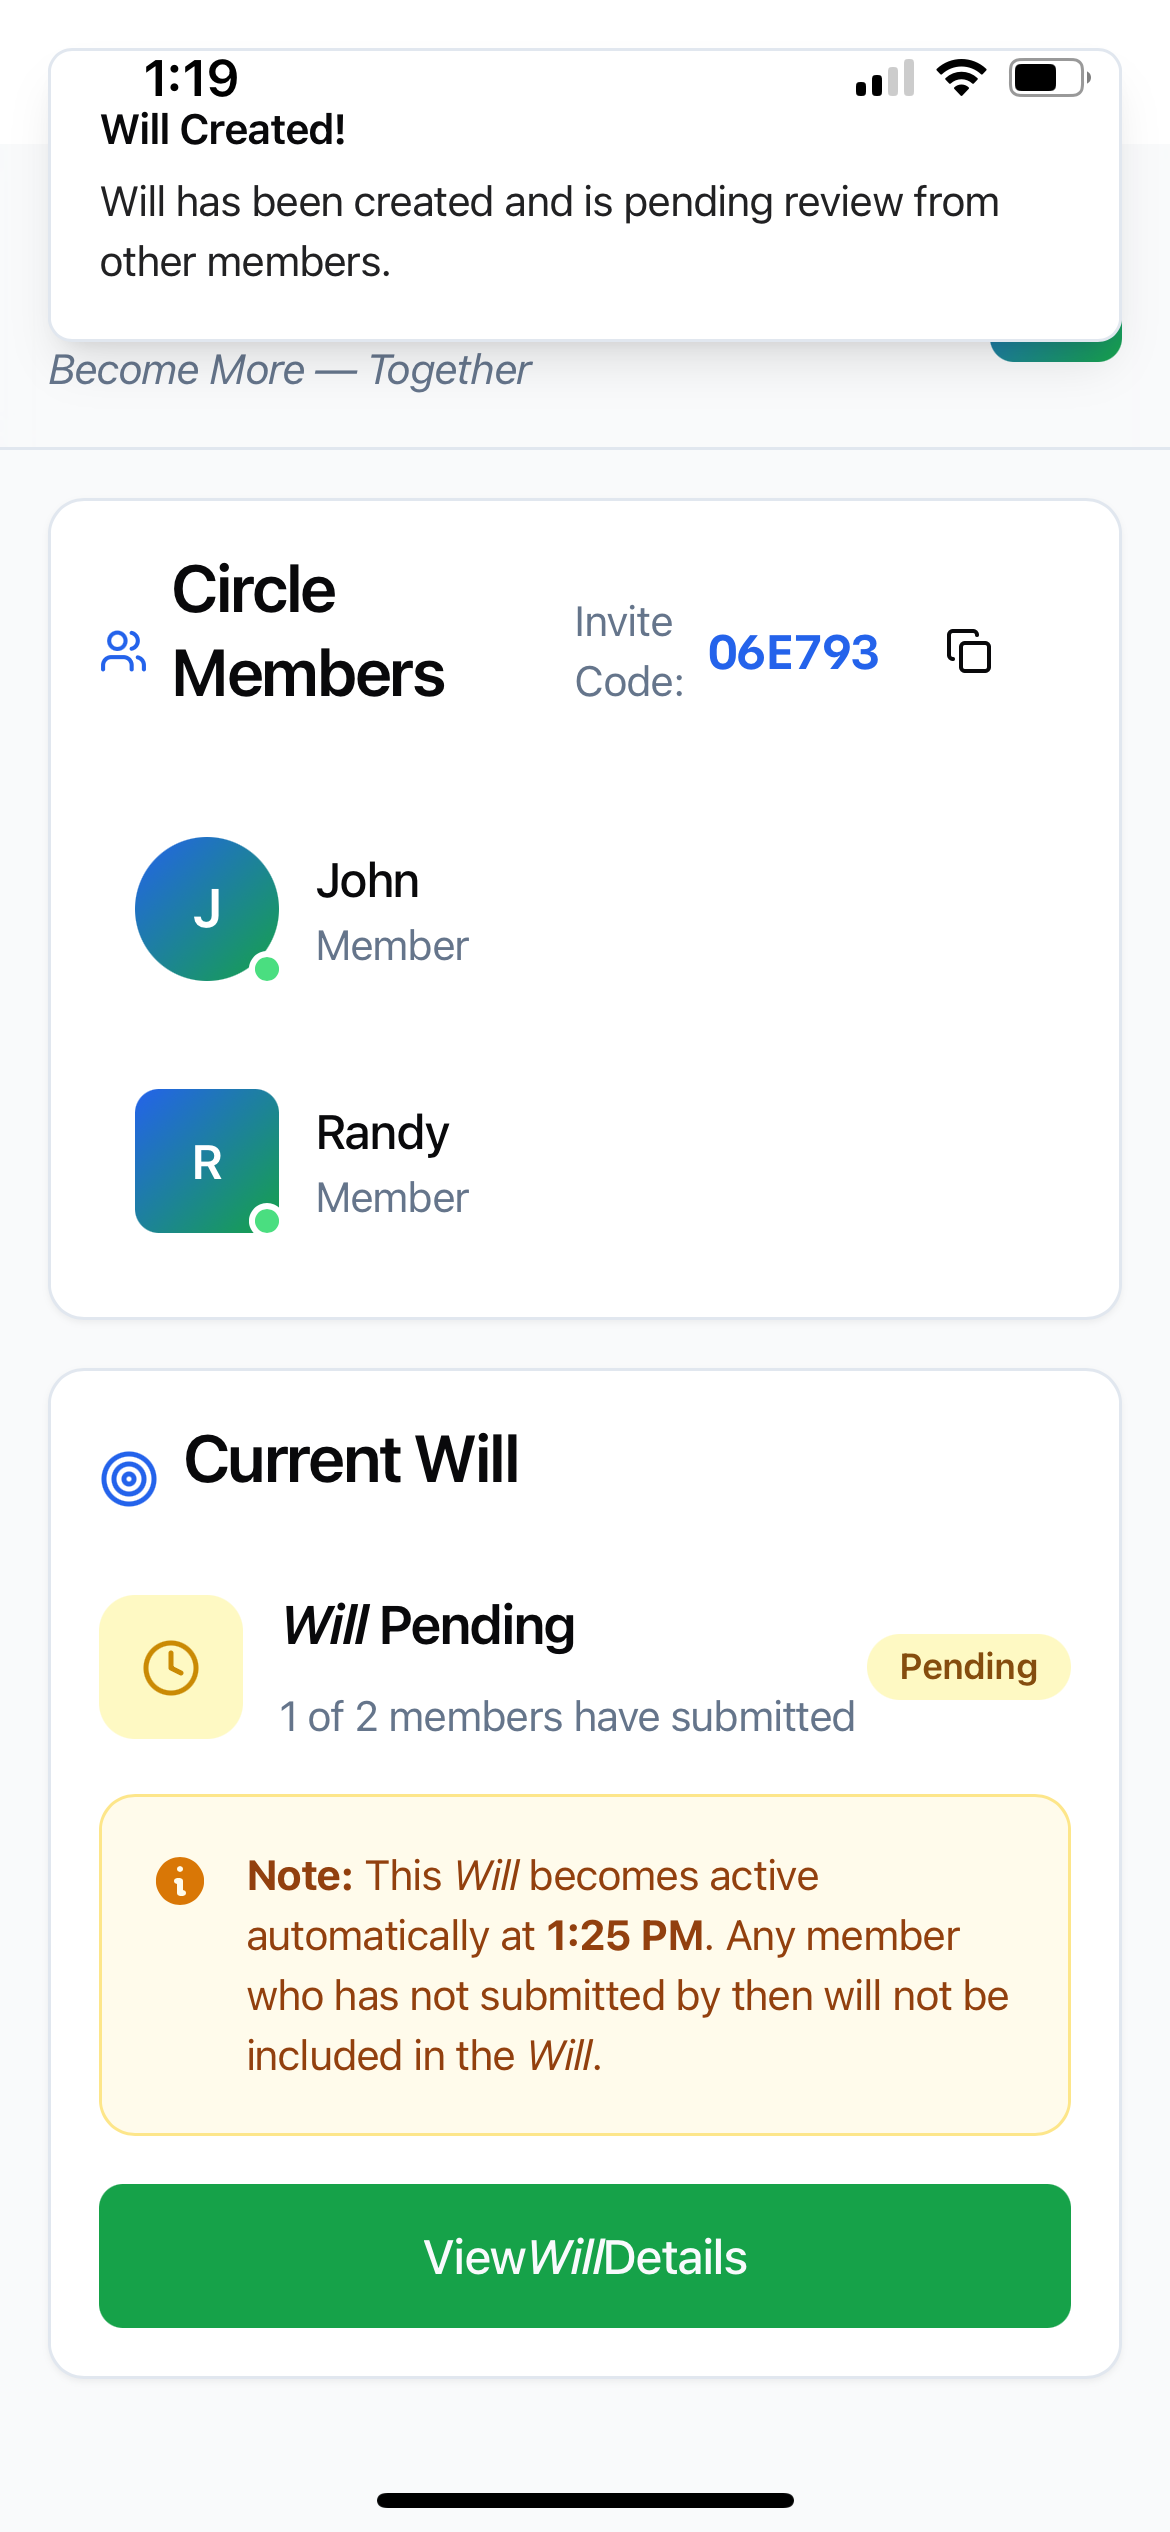 1:19
Will Created!
Will has been created and is pending review from
other members.
Become More — Together
Circle
Members
Invite
Code:
06E793
J
John
Member
R
Randy
Member
Current Will
Will Pending
1 of 2 members have submitted
Pending
Note: This Will becomes active
automatically at 1:25 PM. Any member
who has not submitted by then will not be
included in the Will.
ViewWillDetails